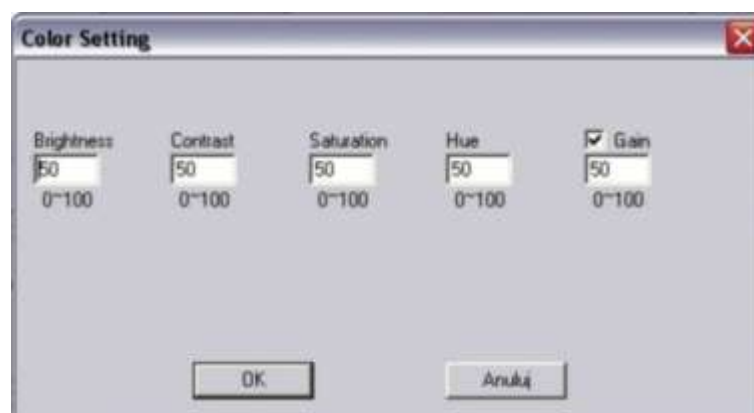 Color Setting
Brightness Contrast Saturation Hue Gain
50 50 50 50 50
0~100 0~100 0~100 0~100 0~100
OK Anuluj